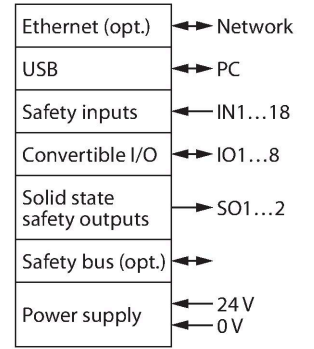 Ethernet (opt.) Network
USB PC
Safety inputs IN1...18
Convertible I/O IO1...8
Solid state
safety outputs SO1...2
Safety bus (opt.)
Power supply 24 V
0 V